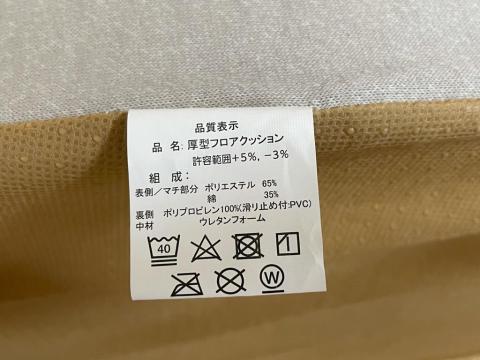 品質表示
品 名: 厚型フロアクッション
許容範囲+5%, -3%
組 成:
表側/マチ部分 ポリエステル 65%
綿 35%
裏側 ポリプロピレン100%(滑り止め付:PVC)
中材 ウレタンフォーム
40
W